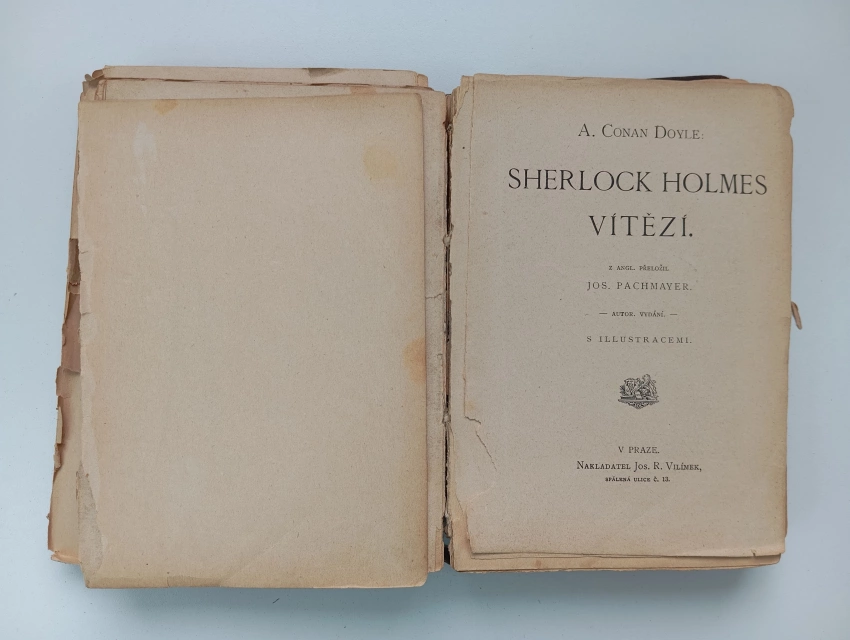 A. CONAN DOYLE:
SHERLOCK HOLMES
VÍTĚZÍ.
Z ANGL. PŘELOŽIL
JOS. PACHMAYER.
— AUTOR. VYDÁNÍ. —
S ILLUSTRACEMI.
V PRAZE.
NAKLADATEL JOS. R. VILÍMEK,
SPÁLENÁ ULICE Č. 13.